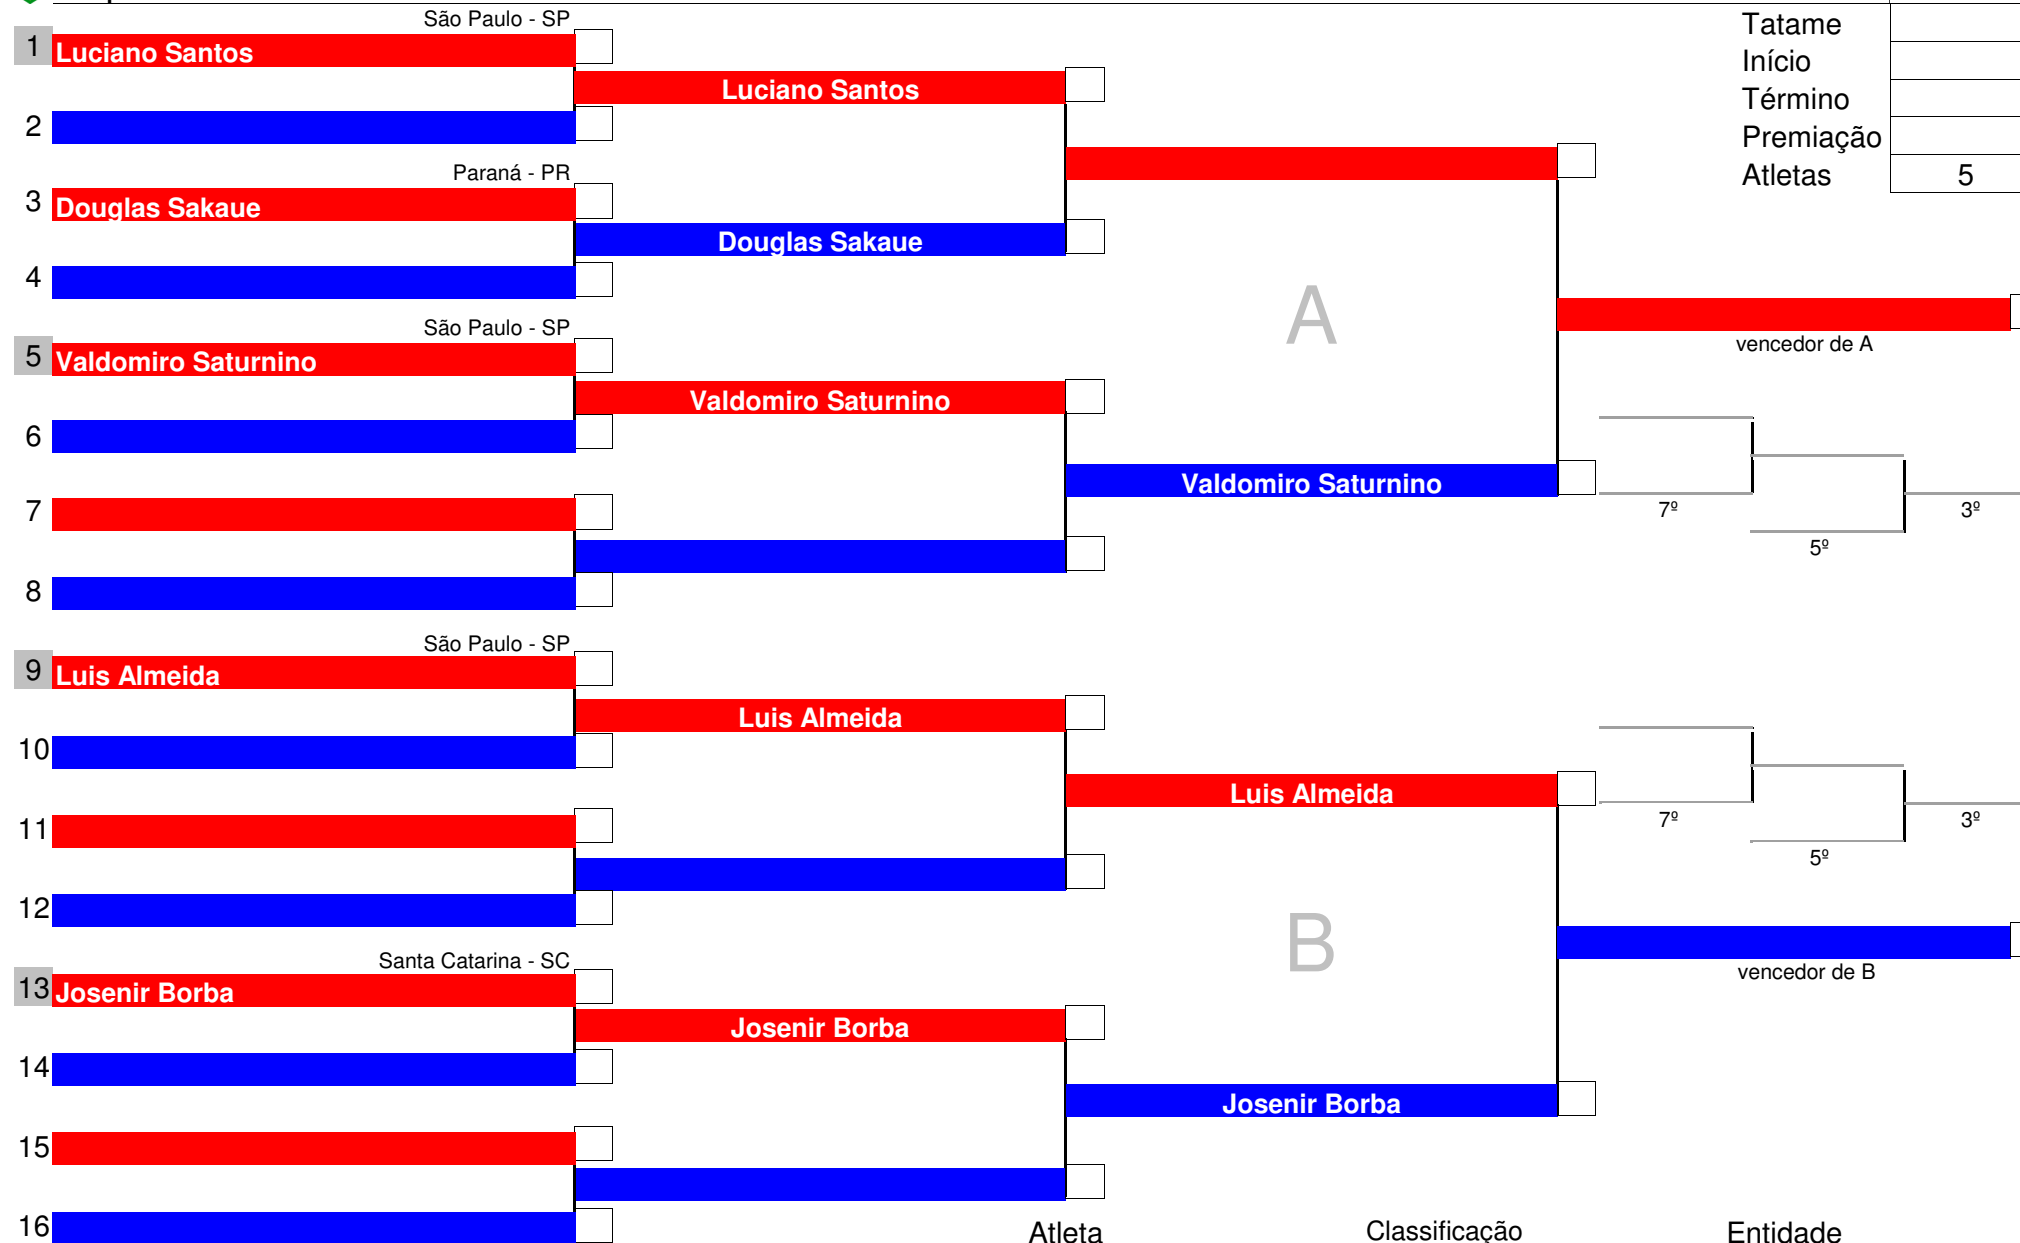 São Paulo - SP
Tatame
1 Luciano Santos
Luciano Santos
Início
Término
2
Premiação
Paraná - PR
Atletas 5
3 Douglas Sakaue
Douglas Sakaue
4
A
São Paulo - SP
vencedor de A
5 Valdomiro Saturnino
Valdomiro Saturnino
6
Valdomiro Saturnino
7
7º 3º
5º
8
São Paulo - SP
9 Luis Almeida
Luis Almeida
10
Luis Almeida
11
7º 3º
5º
12
B
Santa Catarina - SC
vencedor de B
13 Josenir Borba
Josenir Borba
14
Josenir Borba
15
16
Atleta Classificação Entidade